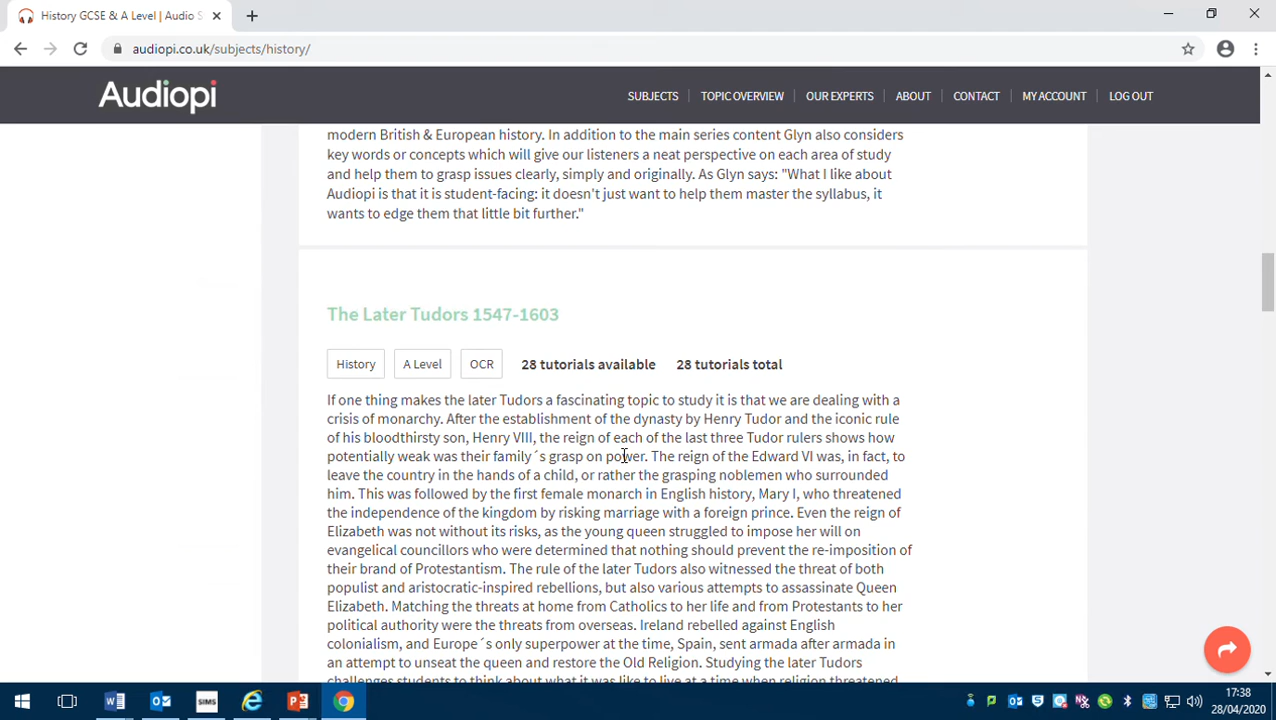 History GCSE & A Level | Audio S
audiopi.co.uk/subjects/history/
Audiopi
SUBJECTS
TOPIC OVERVIEW
OUR EXPERTS
ABOUT
CONTACT
MY ACCOUNT
LOG OUT
modern British & European history. In addition to the main series content Glyn also considers
key words or concepts which will give our listeners a neat perspective on each area of study
and help them to grasp issues clearly, simply and originally. As Glyn says: "What I like about
Audiopi is that it is student-facing: it doesn't just want to help them master the syllabus, it
wants to edge them that little bit further."
The Later Tudors 1547-1603
History
A Level
OCR
28 tutorials available
28 tutorials total
If one thing makes the later Tudors a fascinating topic to study it is that we are dealing with a
crisis of monarchy. After the establishment of the dynasty by Henry Tudor and the iconic rule
of his bloodthirsty son, Henry VIII, the reign of each of the last three Tudor rulers shows how
potentially weak was their family´s grasp on power. The reign of the Edward VI was, in fact, to
leave the country in the hands of a child, or rather the grasping noblemen who surrounded
him. This was followed by the first female monarch in English history, Mary I, who threatened
the independence of the kingdom by risking marriage with a foreign prince. Even the reign of
Elizabeth was not without its risks, as the young queen struggled to impose her will on
evangelical councillors who were determined that nothing should prevent the re-imposition of
their brand of Protestantism. The rule of the later Tudors also witnessed the threat of both
populist and aristocratic-inspired rebellions, but also various attempts to assassinate Queen
Elizabeth. Matching the threats at home from Catholics to her life and from Protestants to her
political authority were the threats from overseas. Ireland rebelled against English
colonialism, and Europe´s only superpower at the time, Spain, sent armada after armada in
an attempt to unseat the queen and restore the Old Religion. Studying the later Tudors
challenges students to think about what it was like to live at a time when religion threatened
SIMS
17:38
28/04/2020